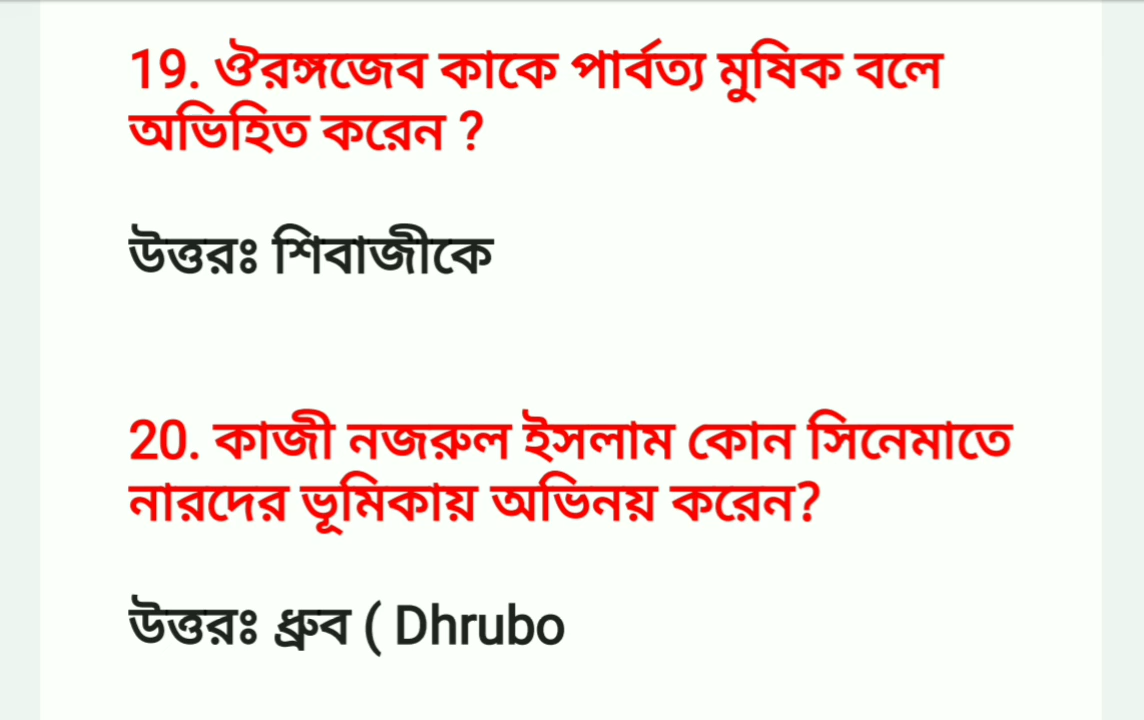 19. ঔরঙ্গজেব কাকে পার্বত্য মুষিক বলে
অভিহিত করেন ?
উত্তরঃ শিবাজীকে
20. কাজী নজরুল ইসলাম কোন সিনেমাতে
নারদের ভূমিকায় অভিনয় করেন?
উত্তরঃ ধ্রুব ( Dhrubo